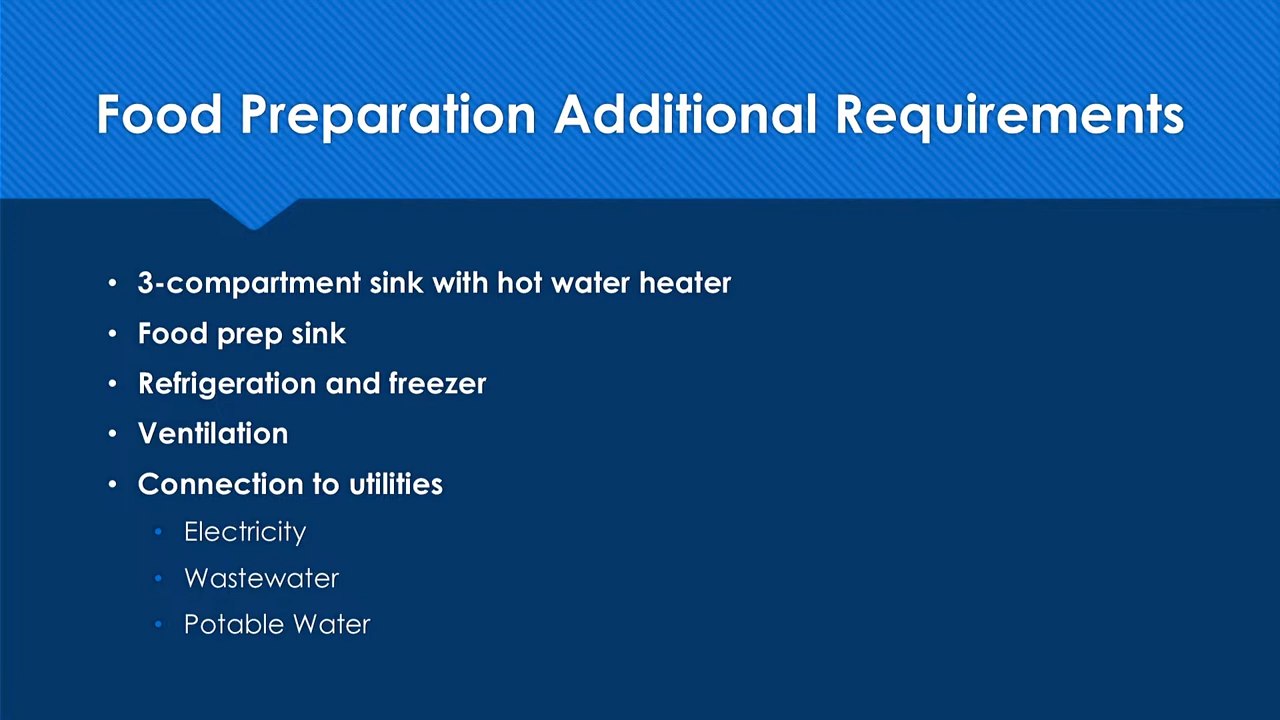 Food Preparation Additional Requirements
• 3-compartment sink with hot water heater
• Food prep sink
• Refrigeration and freezer
• Ventilation
• Connection to utilities
• Electricity
• Wastewater
• Potable Water